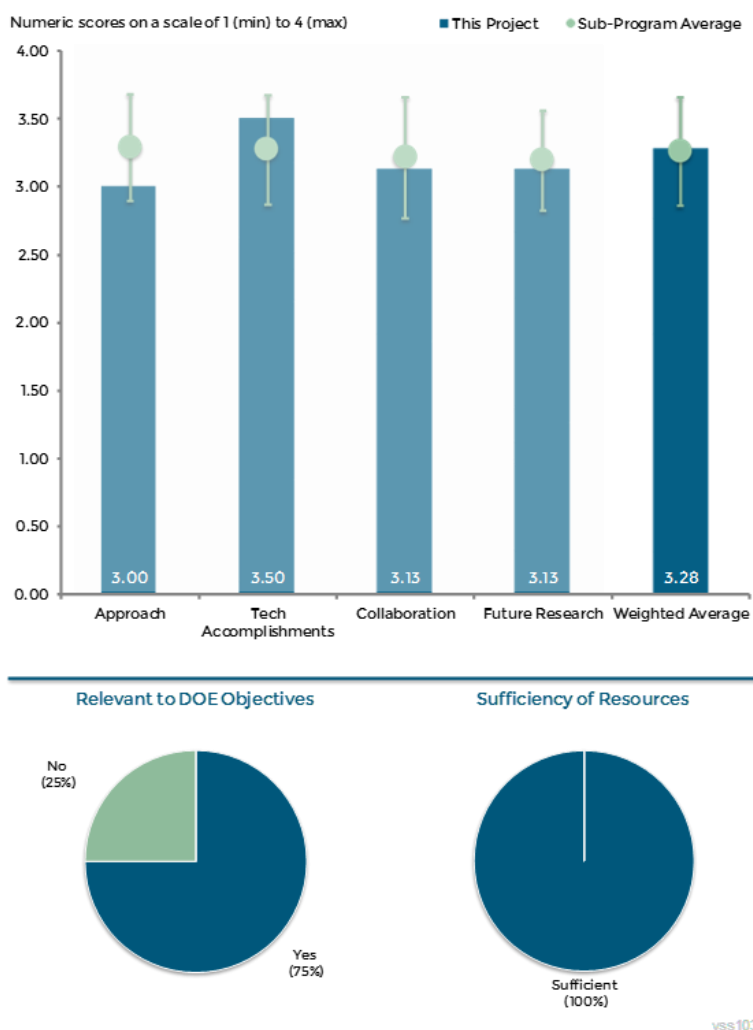 Numeric scores on a scale of 1 (min) to 4 (max)
This Project
Sub-Program Average
4.00
3.50
3.00
2.50
2.00
1.50
1.00
0.50
0.00
3.00
3.50
3.13
3.13
3.28
Approach
Tech
Accomplishments
Collaboration
Future Research
Weighted Average
Relevant to DOE Objectives
Sufficiency of Resources
No
(25%)
Yes
(75%)
Sufficient
(100%)